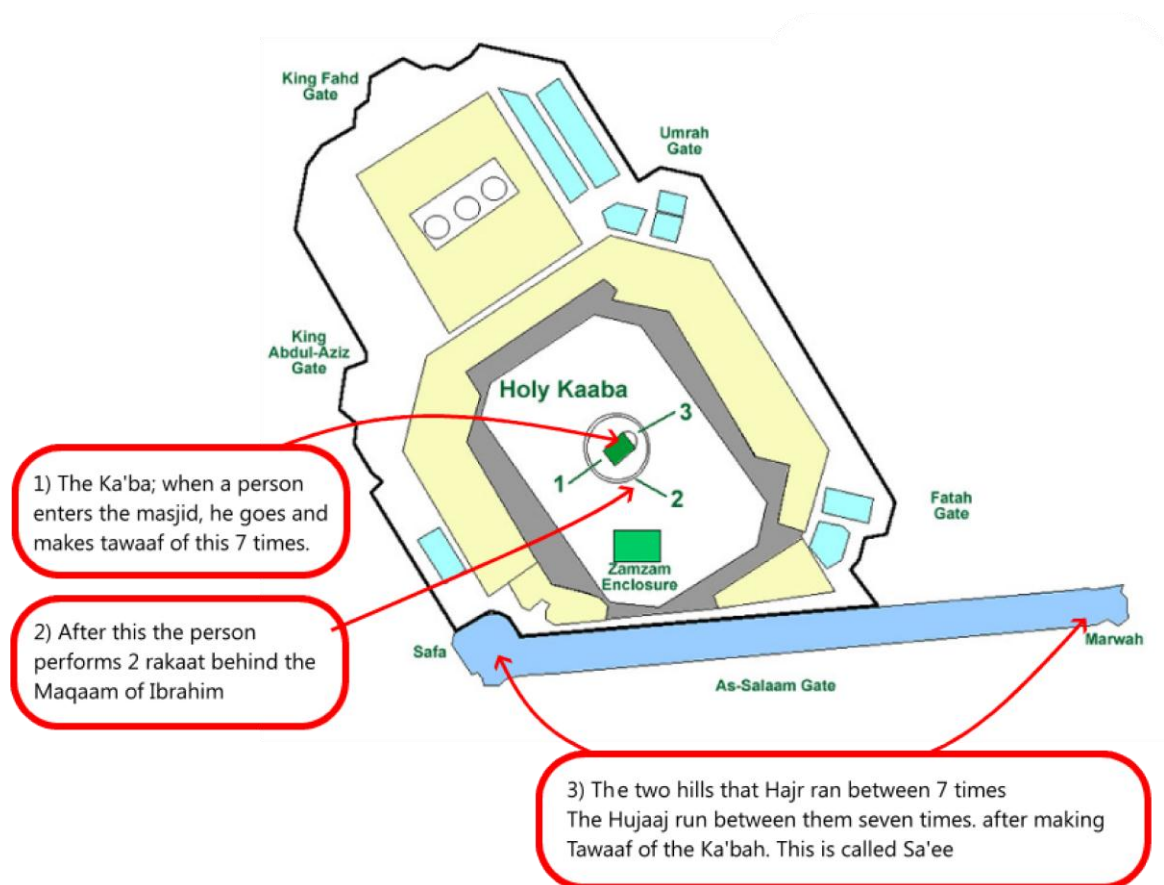 King Fahd
Gate
Umrah
Gate
King
Abdul-Aziz
Gate
Holy Kaaba
3
1
2
1) The Ka'ba; when a person
enters the masjid, he goes and
makes tawaaf of this 7 times.
Fatah
Gate
Zamzam
Enclosure
2) After this the person
performs 2 rakaat behind the
Maqaam of Ibrahim
Safa
Marwah
As-Salaam Gate
3) The two hills that Hajr ran between 7 times
The Hujaaj run between them seven times. after making
Tawaaf of the Ka'bah. This is called Sa'ee